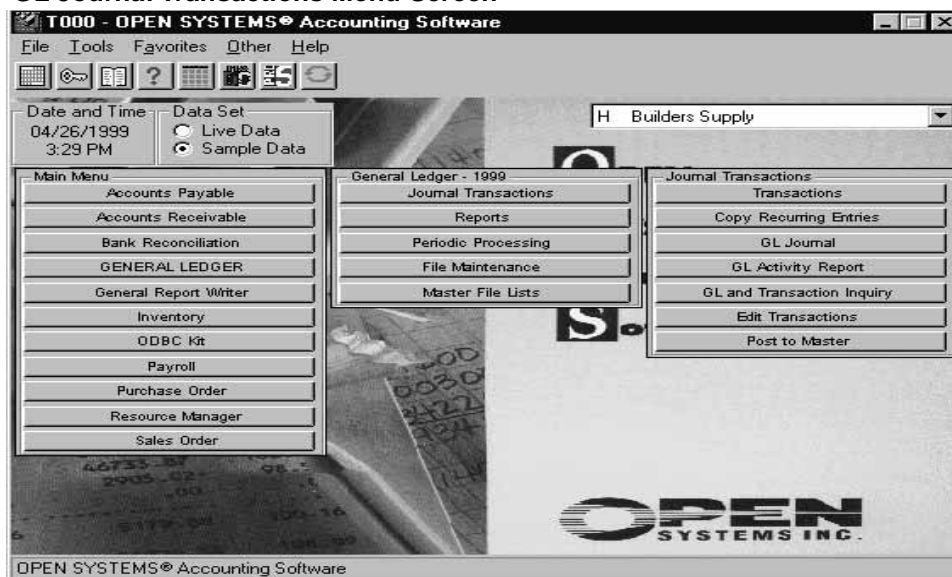 GL Journal Transactions Menu Screen
T000 - OPEN SYSTEMS® Accounting Software
File Tools Favorites Other Help
Date and Time
04/26/1999
3:29 PM
Data Set
Live Data
Sample Data
H Builders Supply
Main Menu
Accounts Payable
Accounts Receivable
Bank Reconciliation
GENERAL LEDGER
General Report Writer
Inventory
ODBC Kit
Payroll
Purchase Order
Resource Manager
Sales Order
General Ledger - 1999
Journal Transactions
Reports
Periodic Processing
File Maintenance
Master File Lists
Journal Transactions
Transactions
Copy Recurring Entries
GL Journal
GL Activity Report
GL and Transaction Inquiry
Edit Transactions
Post to Master
OPEN
SYSTEMS INC.
OPEN SYSTEMS® Accounting Software